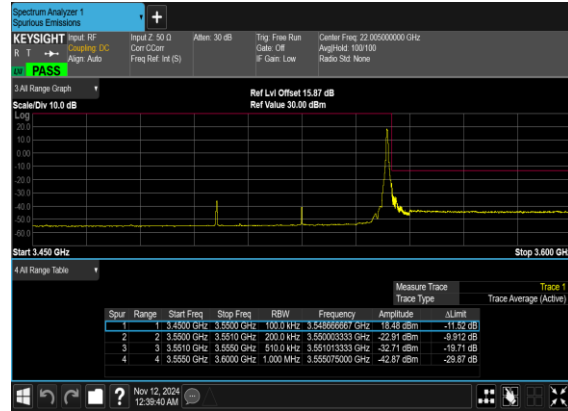 Spectrum Analyzer 1
Spurious Emissions
KEYSIGHT Input: RF Input Z: 50 Ω Atten: 30 dB Trig: Free Run Center Freq: 22.005000000 GHz
R T Coupling: DC Corr CCorr Gate: Off Avg|Hold: 100/100
Align: Auto Freq Ref: Int (S) IF Gain: Low Radio Std: None
LXI PASS
3 All Range Graph
Ref Lvl Offset 15.87 dB
Scale/Div 10.0 dB Ref Value 30.00 dBm
Log
20.0
10.0
0.00
-10.0
-20.0
-30.0
-40.0
-50.0
-60.0
Start 3.450 GHz Stop 3.600 GHz
4 All Range Table
Measure Trace Trace 1
Trace Type Trace Average (Active)
Spur Range Start Freq Stop Freq RBW Frequency Amplitude ΔLimit
1 1 3.4500 GHz 3.5500 GHz 100.0 kHz 3.548666667 GHz 18.48 dBm -11.52 dB
2 2 3.5500 GHz 3.5510 GHz 200.0 kHz 3.550003333 GHz -22.91 dBm -9.912 dB
3 3 3.5510 GHz 3.5550 GHz 510.0 kHz 3.551013333 GHz -32.71 dBm -19.71 dB
4 4 3.5550 GHz 3.6000 GHz 1.000 MHz 3.555075000 GHz -42.87 dBm -29.87 dB
? Nov 12, 2024
12:39:40 AM